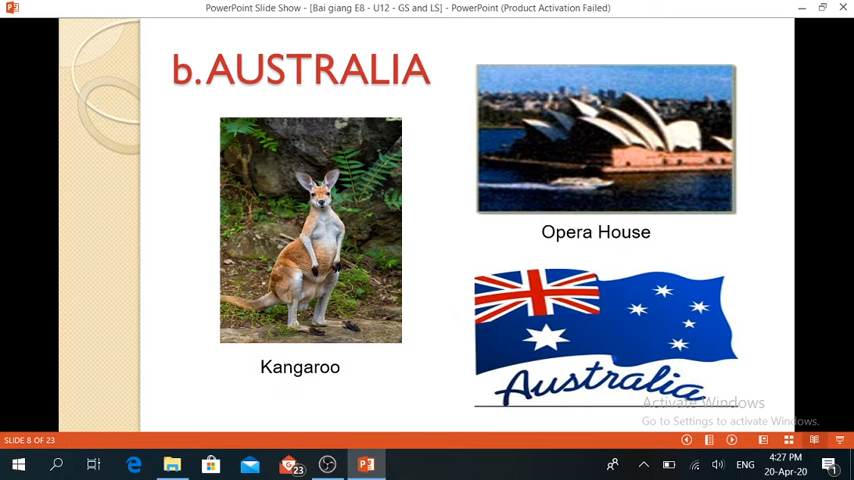 PowerPoint Slide Show - [Bai giang E8 - U12 - GS and LS] - PowerPoint (Product Activation Failed)
b. AUSTRALIA
Opera House
Kangaroo
Australia
Activate Windows
Go to Settings to activate Windows.
SLIDE 8 OF 23
23
ENG
4:27 PM
20-Apr-20
1